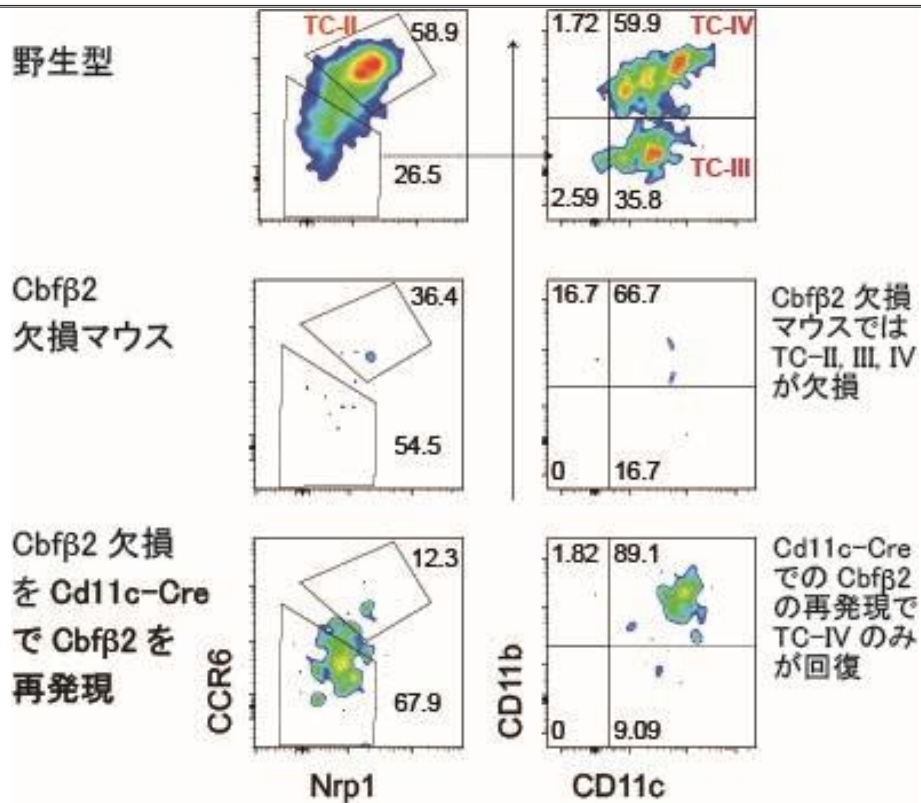 野生型
TC-II
58.9
26.5
1.72
59.9
TC-IV
TC-III
2.59
35.8
Cbfβ2
欠損マウス
36.4
54.5
16.7
66.7
0
16.7
Cbfβ2 欠損
マウスでは
TC-II, III, IV
が欠損
Cbfβ2 欠損
を Cd11c-Cre
で Cbfβ2 を
再発現
12.3
67.9
CCR6
Nrp1
1.82
89.1
0
9.09
CD11b
CD11c
Cd11c-Cre
での Cbfβ2
の再発現で
TC-IV のみ
が回復